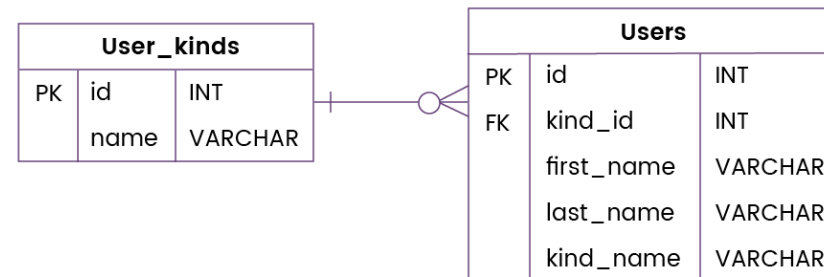 User_kinds
PK id INT
name VARCHAR
Users
PK id INT
FK kind_id INT
first_name VARCHAR
last_name VARCHAR
kind_name VARCHAR